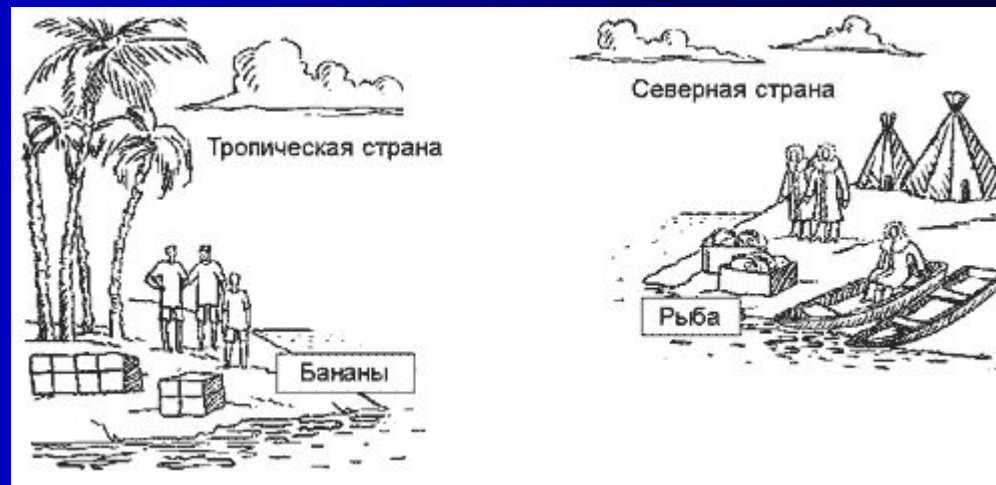 Тропическая страна
Бананы
Северная страна
Рыба